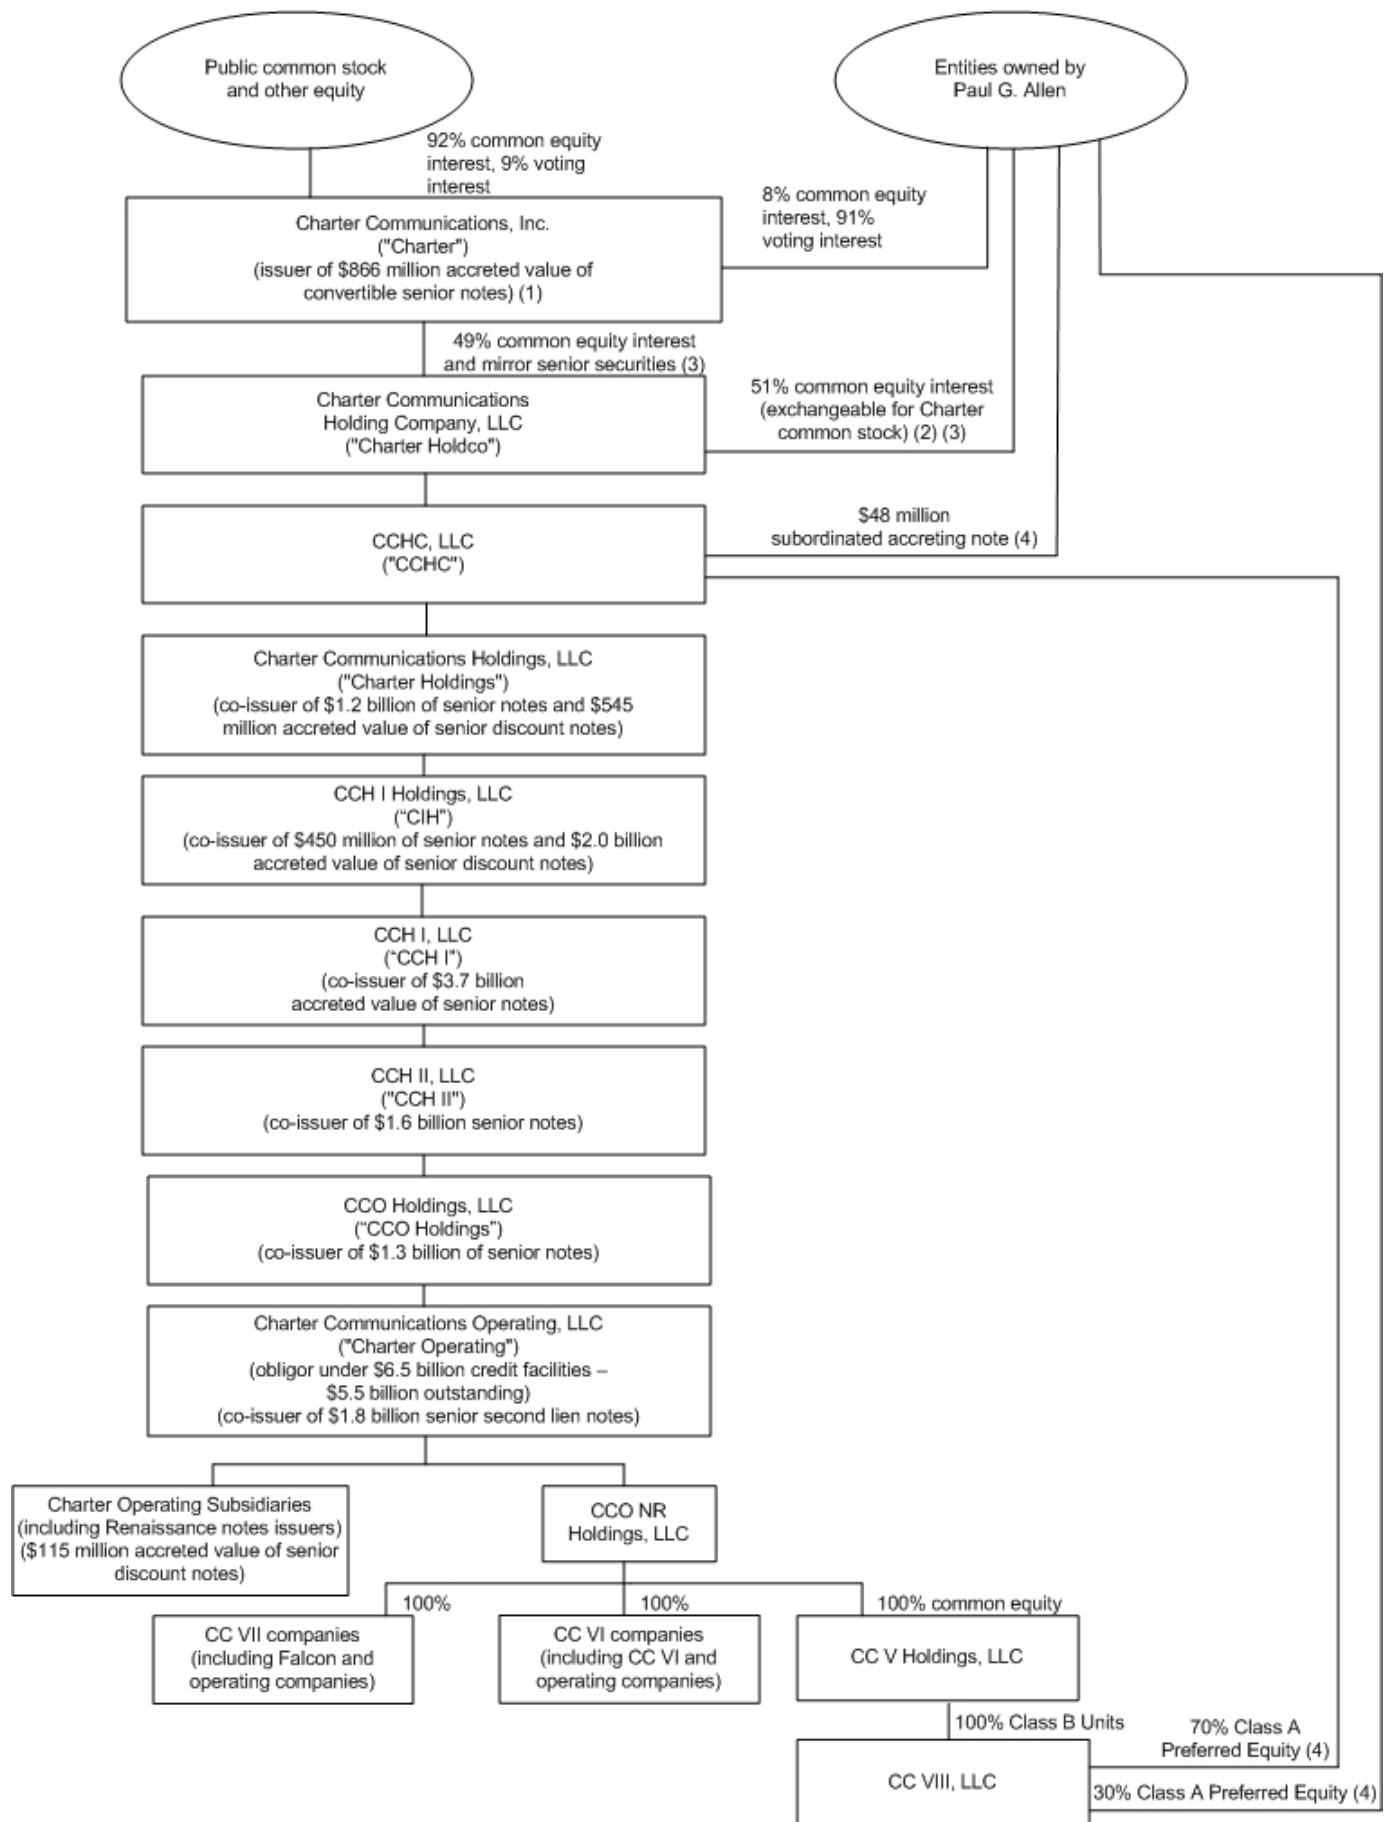 Public common stock
and other equity
Entities owned by
Paul G. Allen
92% common equity
interest, 9% voting
interest
8% common equity
interest, 91%
voting interest
Charter Communications, Inc.
("Charter")
(issuer of $866 million accreted value of
convertible senior notes) (1)
49% common equity interest
and mirror senior securities (3)
51% common equity interest
(exchangeable for Charter
common stock) (2) (3)
Charter Communications
Holding Company, LLC
("Charter Holdco")
$48 million
subordinated accreting note (4)
CCHC, LLC
("CCHC")
Charter Communications Holdings, LLC
("Charter Holdings")
(co-issuer of $1.2 billion of senior notes and $545
million accreted value of senior discount notes)
CCH I Holdings, LLC
(“CIH”)
(co-issuer of $450 million of senior notes and $2.0 billion
accreted value of senior discount notes)
CCH I, LLC
(“CCH I”)
(co-issuer of $3.7 billion
accreted value of senior notes)
CCH II, LLC
("CCH II")
(co-issuer of $1.6 billion senior notes)
CCO Holdings, LLC
(“CCO Holdings”)
(co-issuer of $1.3 billion of senior notes)
Charter Communications Operating, LLC
("Charter Operating")
(obligor under $6.5 billion credit facilities –
$5.5 billion outstanding)
(co-issuer of $1.8 billion senior second lien notes)
Charter Operating Subsidiaries
(including Renaissance notes issuers)
($115 million accreted value of senior
discount notes)
CCO NR
Holdings, LLC
100%
100%
100% common equity
CC VII companies
(including Falcon and
operating companies)
CC VI companies
(including CC VI and
operating companies)
CC V Holdings, LLC
100% Class B Units
70% Class A
Preferred Equity (4)
CC VIII, LLC
30% Class A Preferred Equity (4)